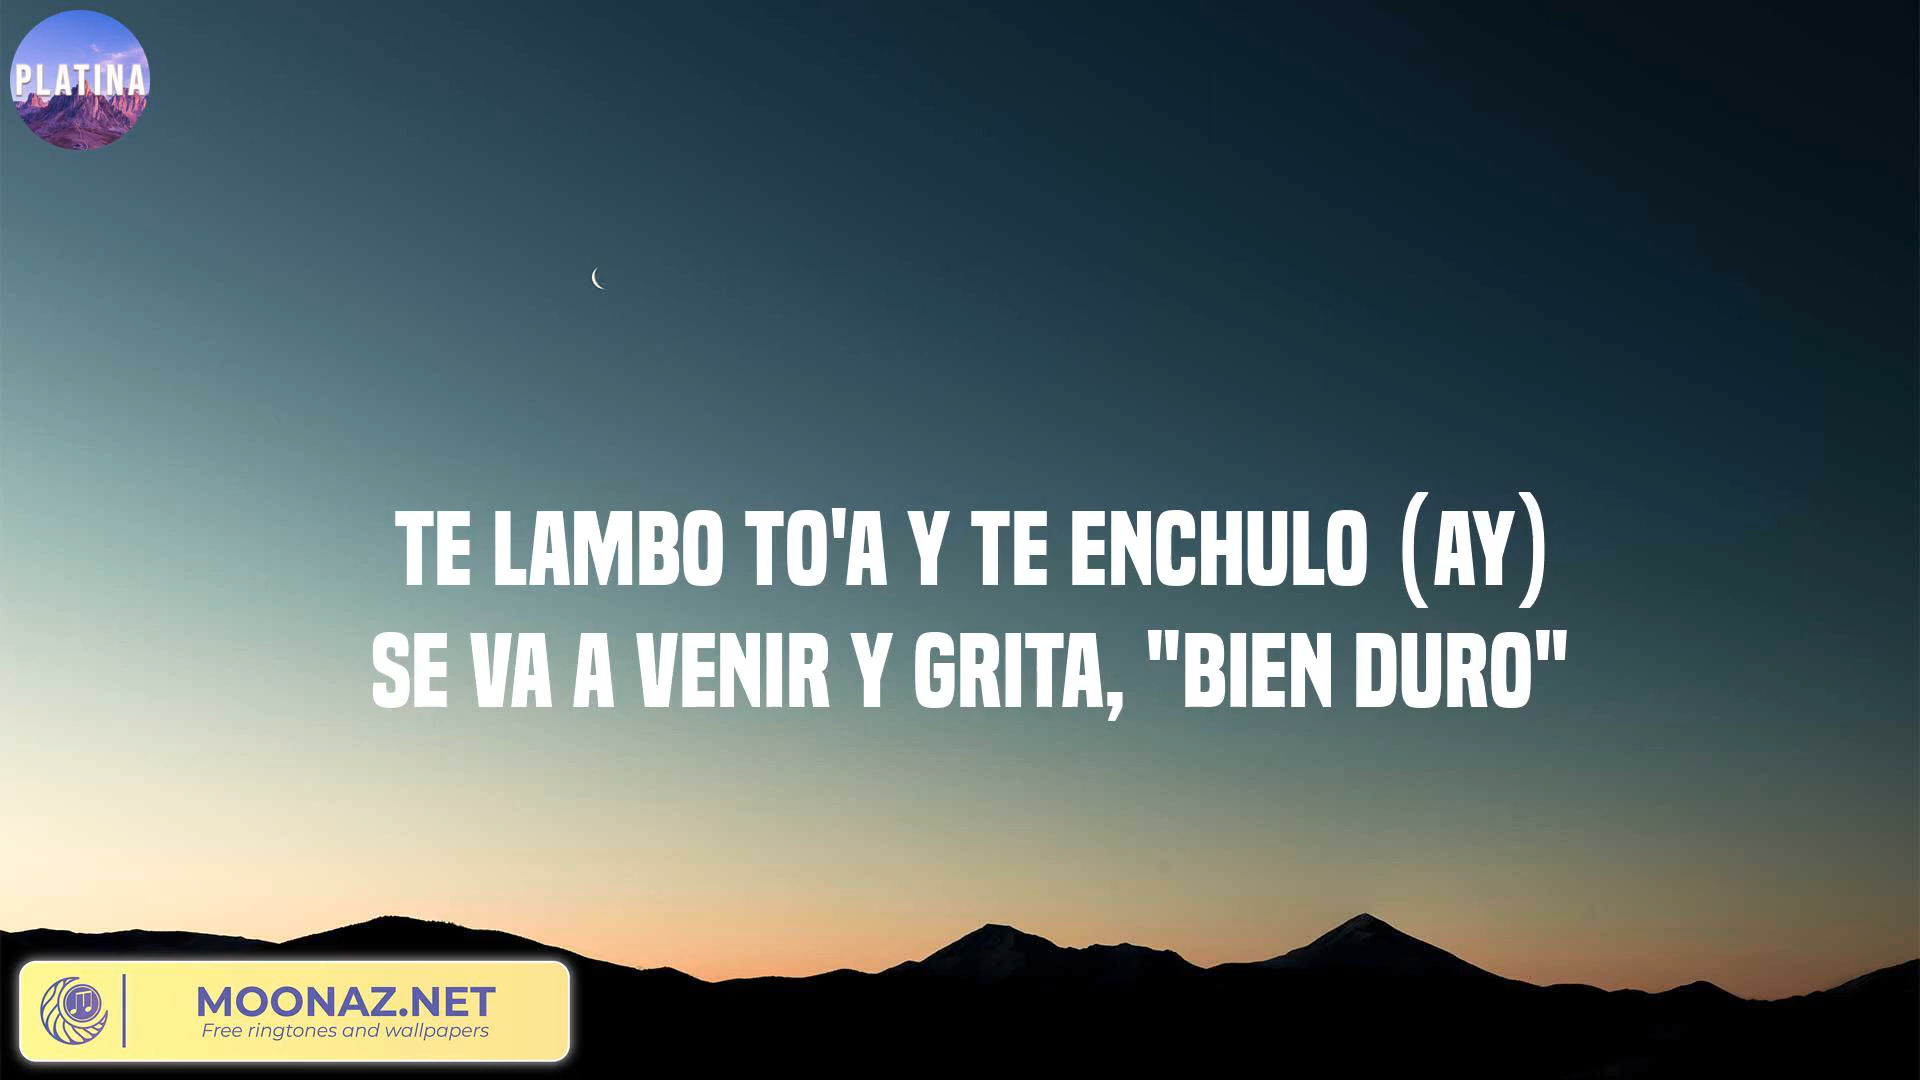 PLATINA
TE LAMBO TO'A Y TE ENCHULO (AY)
SE VA A VENIR Y GRITA, "BIEN DURO"
MOONAZ.NET
Free ringtones and wallpapers